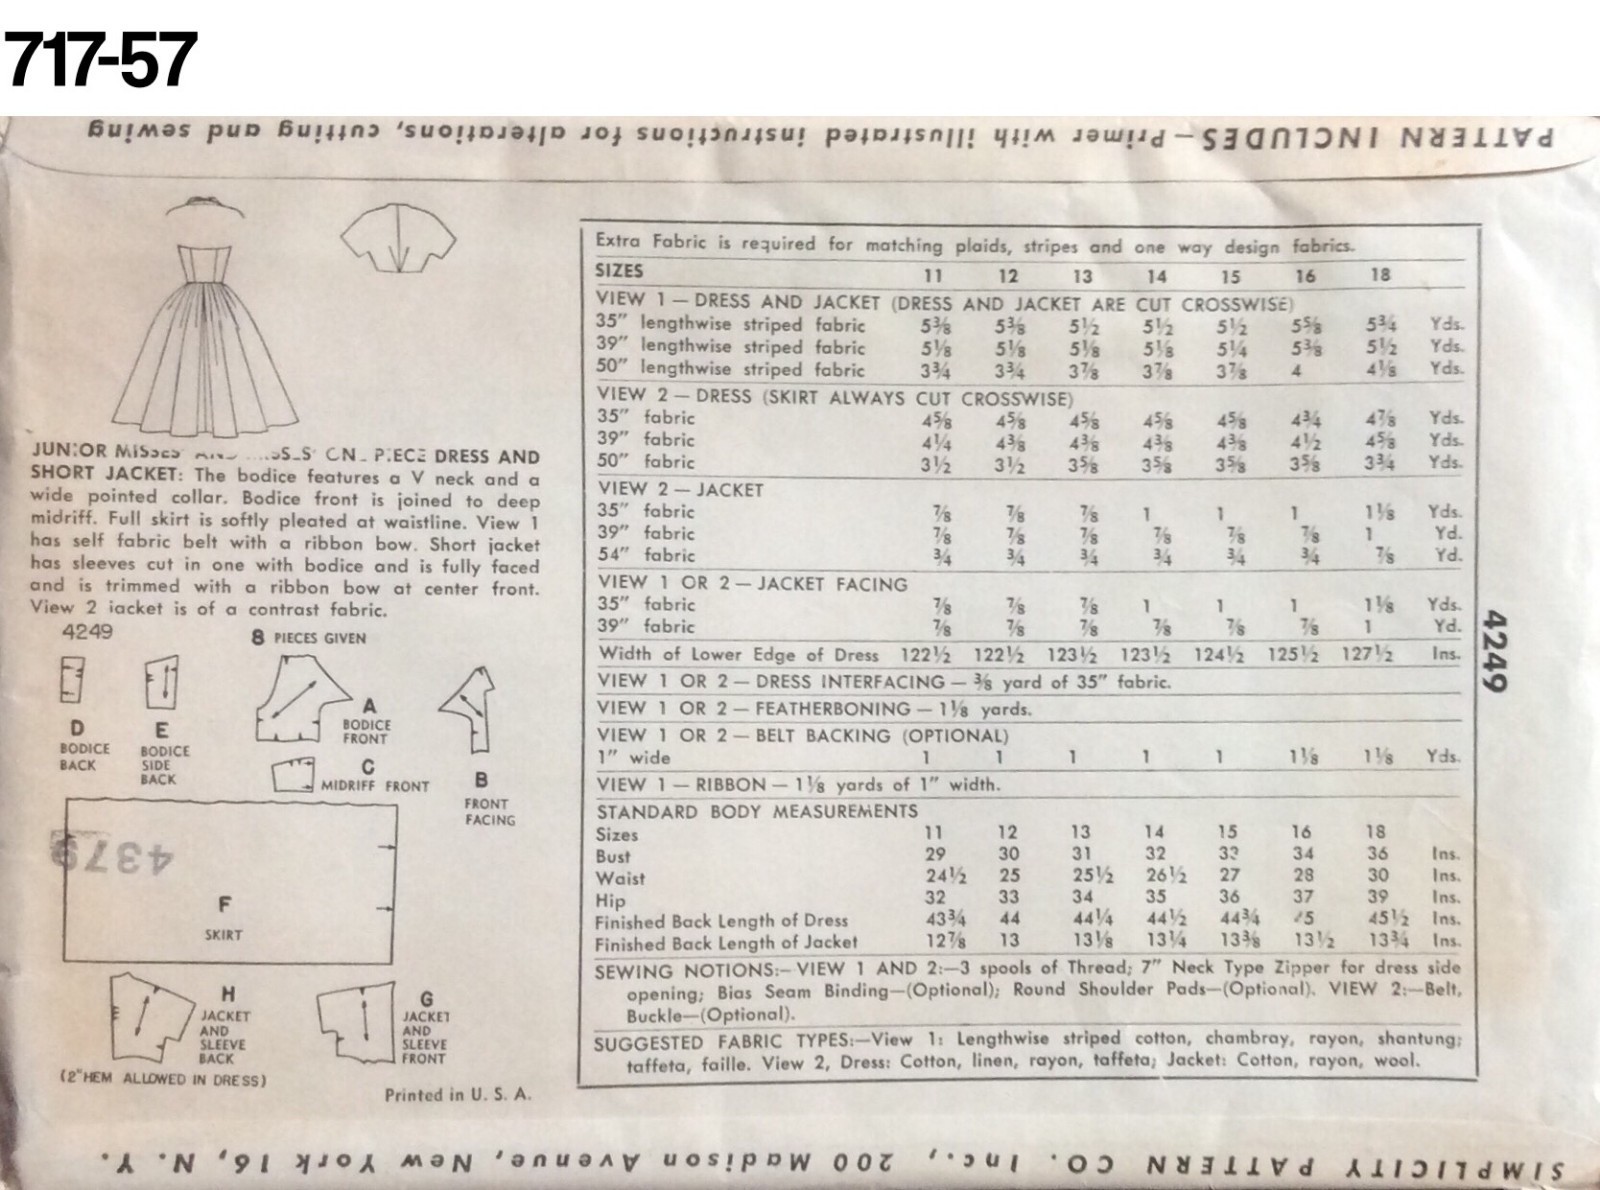 717-57
PATTERN INCLUDES — Primer with illustrated instructions for alterations, cutting and sewing
JUNIOR MISSES' ONE PIECE DRESS AND
SHORT JACKET: The bodice features a V neck and a
wide pointed collar. Bodice front is joined to deep
midriff. Full skirt is softly pleated at waistline. View 1
has self fabric belt with a ribbon bow. Short jacket
has sleeves cut in one with bodice and is fully faced
and is trimmed with a ribbon bow at center front.
View 2 jacket is of a contrast fabric.
4249
8 PIECES GIVEN
D
BODICE
BACK
E
BODICE
SIDE
BACK
A
BODICE
FRONT
C
MIDRIFF FRONT
B
FRONT
FACING
4379
F
SKIRT
H
JACKET
AND
SLEEVE
BACK
G
JACKET
AND
SLEEVE
FRONT
(2" HEM ALLOWED IN DRESS)
Printed in U. S. A.
Extra Fabric is required for matching plaids, stripes and one way design fabrics.
SIZES 11 12 13 14 15 16 18
VIEW 1 — DRESS AND JACKET (DRESS AND JACKET ARE CUT CROSSWISE)
35" lengthwise striped fabric 5⅜ 5⅜ 5½ 5½ 5½ 5⅝ 5¾ Yds.
39" lengthwise striped fabric 5⅛ 5⅛ 5⅛ 5⅛ 5¼ 5⅜ 5½ Yds.
50" lengthwise striped fabric 3¾ 3¾ 3⅞ 3⅞ 3⅞ 4 4⅛ Yds.
VIEW 2 — DRESS (SKIRT ALWAYS CUT CROSSWISE)
35" fabric 4⅝ 4⅝ 4⅝ 4⅝ 4⅝ 4¾ 4⅞ Yds.
39" fabric 4¼ 4⅜ 4⅜ 4⅜ 4⅜ 4½ 4⅝ Yds.
50" fabric 3½ 3½ 3⅝ 3⅝ 3⅝ 3⅝ 3¾ Yds.
VIEW 2 — JACKET
35" fabric ⅞ ⅞ ⅞ 1 1 1 1⅛ Yds.
39" fabric ⅞ ⅞ ⅞ ⅞ ⅞ ⅞ 1 Yd.
54" fabric ¾ ¾ ¾ ¾ ¾ ¾ ⅞ Yd.
VIEW 1 OR 2 — JACKET FACING
35" fabric ⅞ ⅞ ⅞ 1 1 1 1⅛ Yds.
39" fabric ⅞ ⅞ ⅞ ⅞ ⅞ ⅞ 1 Yd.
Width of Lower Edge of Dress 122½ 122½ 123½ 123½ 124½ 125½ 127½ Ins.
VIEW 1 OR 2 — DRESS INTERFACING — ⅜ yard of 35" fabric.
VIEW 1 OR 2 — FEATHERBONING — 1⅛ yards.
VIEW 1 OR 2 — BELT BACKING (OPTIONAL)
1" wide 1 1 1 1 1 1⅛ 1⅛ Yds.
VIEW 1 — RIBBON — 1⅛ yards of 1" width.
STANDARD BODY MEASUREMENTS
Sizes 11 12 13 14 15 16 18
Bust 29 30 31 32 33 34 36 Ins.
Waist 24½ 25 25½ 26½ 27 28 30 Ins.
Hip 32 33 34 35 36 37 39 Ins.
Finished Back Length of Dress 43¾ 44 44¼ 44½ 44¾ 45 45½ Ins.
Finished Back Length of Jacket 12⅞ 13 13⅛ 13¼ 13⅜ 13½ 13¾ Ins.
SEWING NOTIONS:— VIEW 1 AND 2:—3 spools of Thread; 7" Neck Type Zipper for dress side
opening; Bias Seam Binding—(Optional); Round Shoulder Pads—(Optional). VIEW 2:—Belt,
Buckle—(Optional).
SUGGESTED FABRIC TYPES:—View 1: Lengthwise striped cotton, chambray, rayon, shantung;
taffeta, faille. View 2, Dress: Cotton, linen, rayon, taffeta; Jacket: Cotton, rayon, wool.
4249
SIMPLICITY PATTERN CO. Inc., 200 Madison Avenue, New York 16, N. Y.